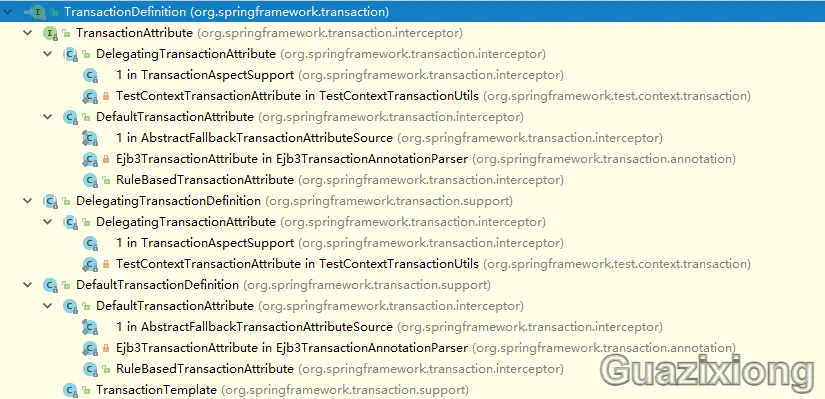 TransactionDefinition (org.springframework.transaction)
TransactionAttribute (org.springframework.transaction.interceptor)
DelegatingTransactionAttribute (org.springframework.transaction.interceptor)
1 in TransactionAspectSupport (org.springframework.transaction.interceptor)
TestContextTransactionAttribute in TestContextTransactionUtils (org.springframework.test.context.transaction)
DefaultTransactionAttribute (org.springframework.transaction.interceptor)
1 in AbstractFallbackTransactionAttributeSource (org.springframework.transaction.interceptor)
Ejb3TransactionAttribute in Ejb3TransactionAnnotationParser (org.springframework.transaction.annotation)
RuleBasedTransactionAttribute (org.springframework.transaction.interceptor)
DelegatingTransactionDefinition (org.springframework.transaction.support)
DelegatingTransactionAttribute (org.springframework.transaction.interceptor)
1 in TransactionAspectSupport (org.springframework.transaction.interceptor)
TestContextTransactionAttribute in TestContextTransactionUtils (org.springframework.test.context.transaction)
DefaultTransactionDefinition (org.springframework.transaction.support)
DefaultTransactionAttribute (org.springframework.transaction.interceptor)
1 in AbstractFallbackTransactionAttributeSource (org.springframework.transaction.interceptor)
Ejb3TransactionAttribute in Ejb3TransactionAnnotationParser (org.springframework.transaction.annotation)
RuleBasedTransactionAttribute (org.springframework.transaction.interceptor)
TransactionTemplate (org.springframework.transaction.support)
Guazixiong